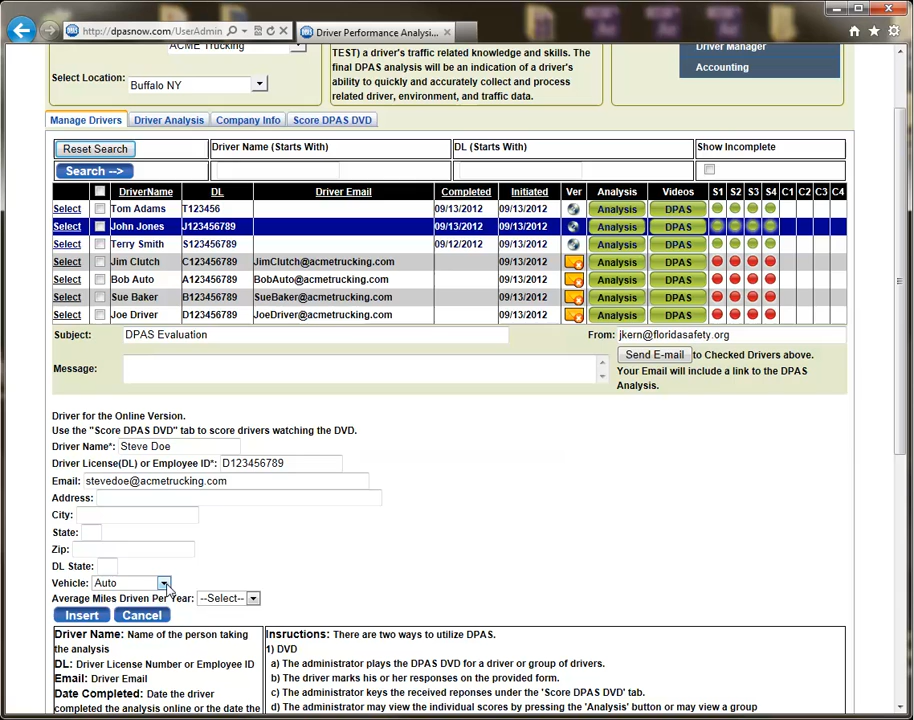 http://dpasnow.com/UserAdmin
Driver Performance Analysi...
ACME Trucking
Select Location:
Buffalo NY
TEST) a driver's traffic related knowledge and skills. The
final DPAS analysis will be an indication of a driver's
ability to quickly and accurately collect and process
related driver, environment, and traffic data.
Driver Manager
Accounting
Manage Drivers Driver Analysis Company Info Score DPAS DVD
Reset Search Driver Name (Starts With) DL (Starts With) Show Incomplete
Search -->
DriverName DL Driver Email Completed Initiated Ver Analysis Videos S1 S2 S3 S4 C1 C2 C3 C4
Select Tom Adams T123456 09/13/2012 09/13/2012 Analysis DPAS
Select John Jones J123456789 09/13/2012 09/13/2012 Analysis DPAS
Select Terry Smith S123456789 09/12/2012 09/13/2012 Analysis DPAS
Select Jim Clutch C123456789 JimClutch@acmetrucking.com 09/13/2012 Analysis DPAS
Select Bob Auto A123456789 BobAuto@acmetrucking.com 09/13/2012 Analysis DPAS
Select Sue Baker B123456789 SueBaker@acmetrucking.com 09/13/2012 Analysis DPAS
Select Joe Driver D123456789 JoeDriver@acmetrucking.com 09/13/2012 Analysis DPAS
Subject: DPAS Evaluation From: jkern@floridasafety.org
Send E-mail to Checked Drivers above.
Message:
Your Email will include a link to the DPAS
Analysis.
Driver for the Online Version.
Use the "Score DPAS DVD" tab to score drivers watching the DVD.
Driver Name*: Steve Doe
Driver License(DL) or Employee ID*: D123456789
Email: stevedoe@acmetrucking.com
Address:
City:
State:
Zip:
DL State:
Vehicle: Auto
Average Miles Driven Per Year: --Select--
Insert Cancel
Driver Name: Name of the person taking
the analysis
DL: Driver License Number or Employee ID
Email: Driver Email
Date Completed: Date the driver
completed the analysis online or the date the
Insructions: There are two ways to utilize DPAS.
1) DVD
a) The administrator plays the DPAS DVD for a driver or group of drivers.
b) The driver marks his or her responses on the provided form.
c) The administrator keys the received reponses under the 'Score DPAS DVD' tab.
d) The administrator may view the individual scores by pressing the 'Analysis' button or may view a group